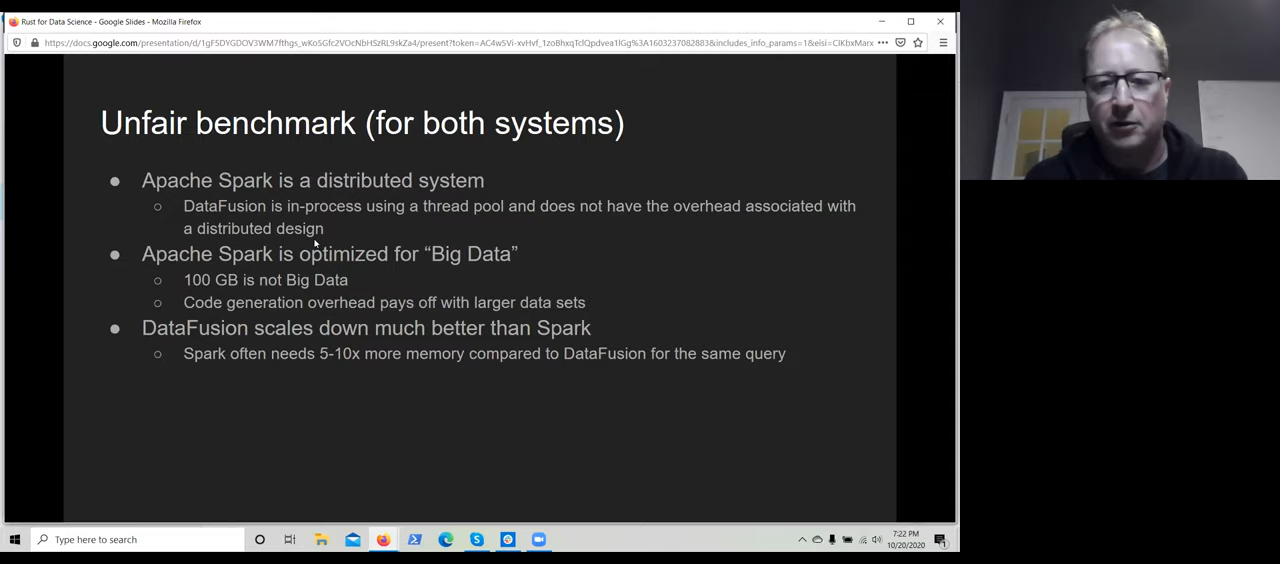 Rust for Data Science - Google Slides - Mozilla Firefox
Unfair benchmark (for both systems)
● Apache Spark is a distributed system
○ DataFusion is in-process using a thread pool and does not have the overhead associated with
a distributed design
● Apache Spark is optimized for “Big Data”
○ 100 GB is not Big Data
○ Code generation overhead pays off with larger data sets
● DataFusion scales down much better than Spark
○ Spark often needs 5-10x more memory compared to DataFusion for the same query
Type here to search
7:22 PM
10/20/2020